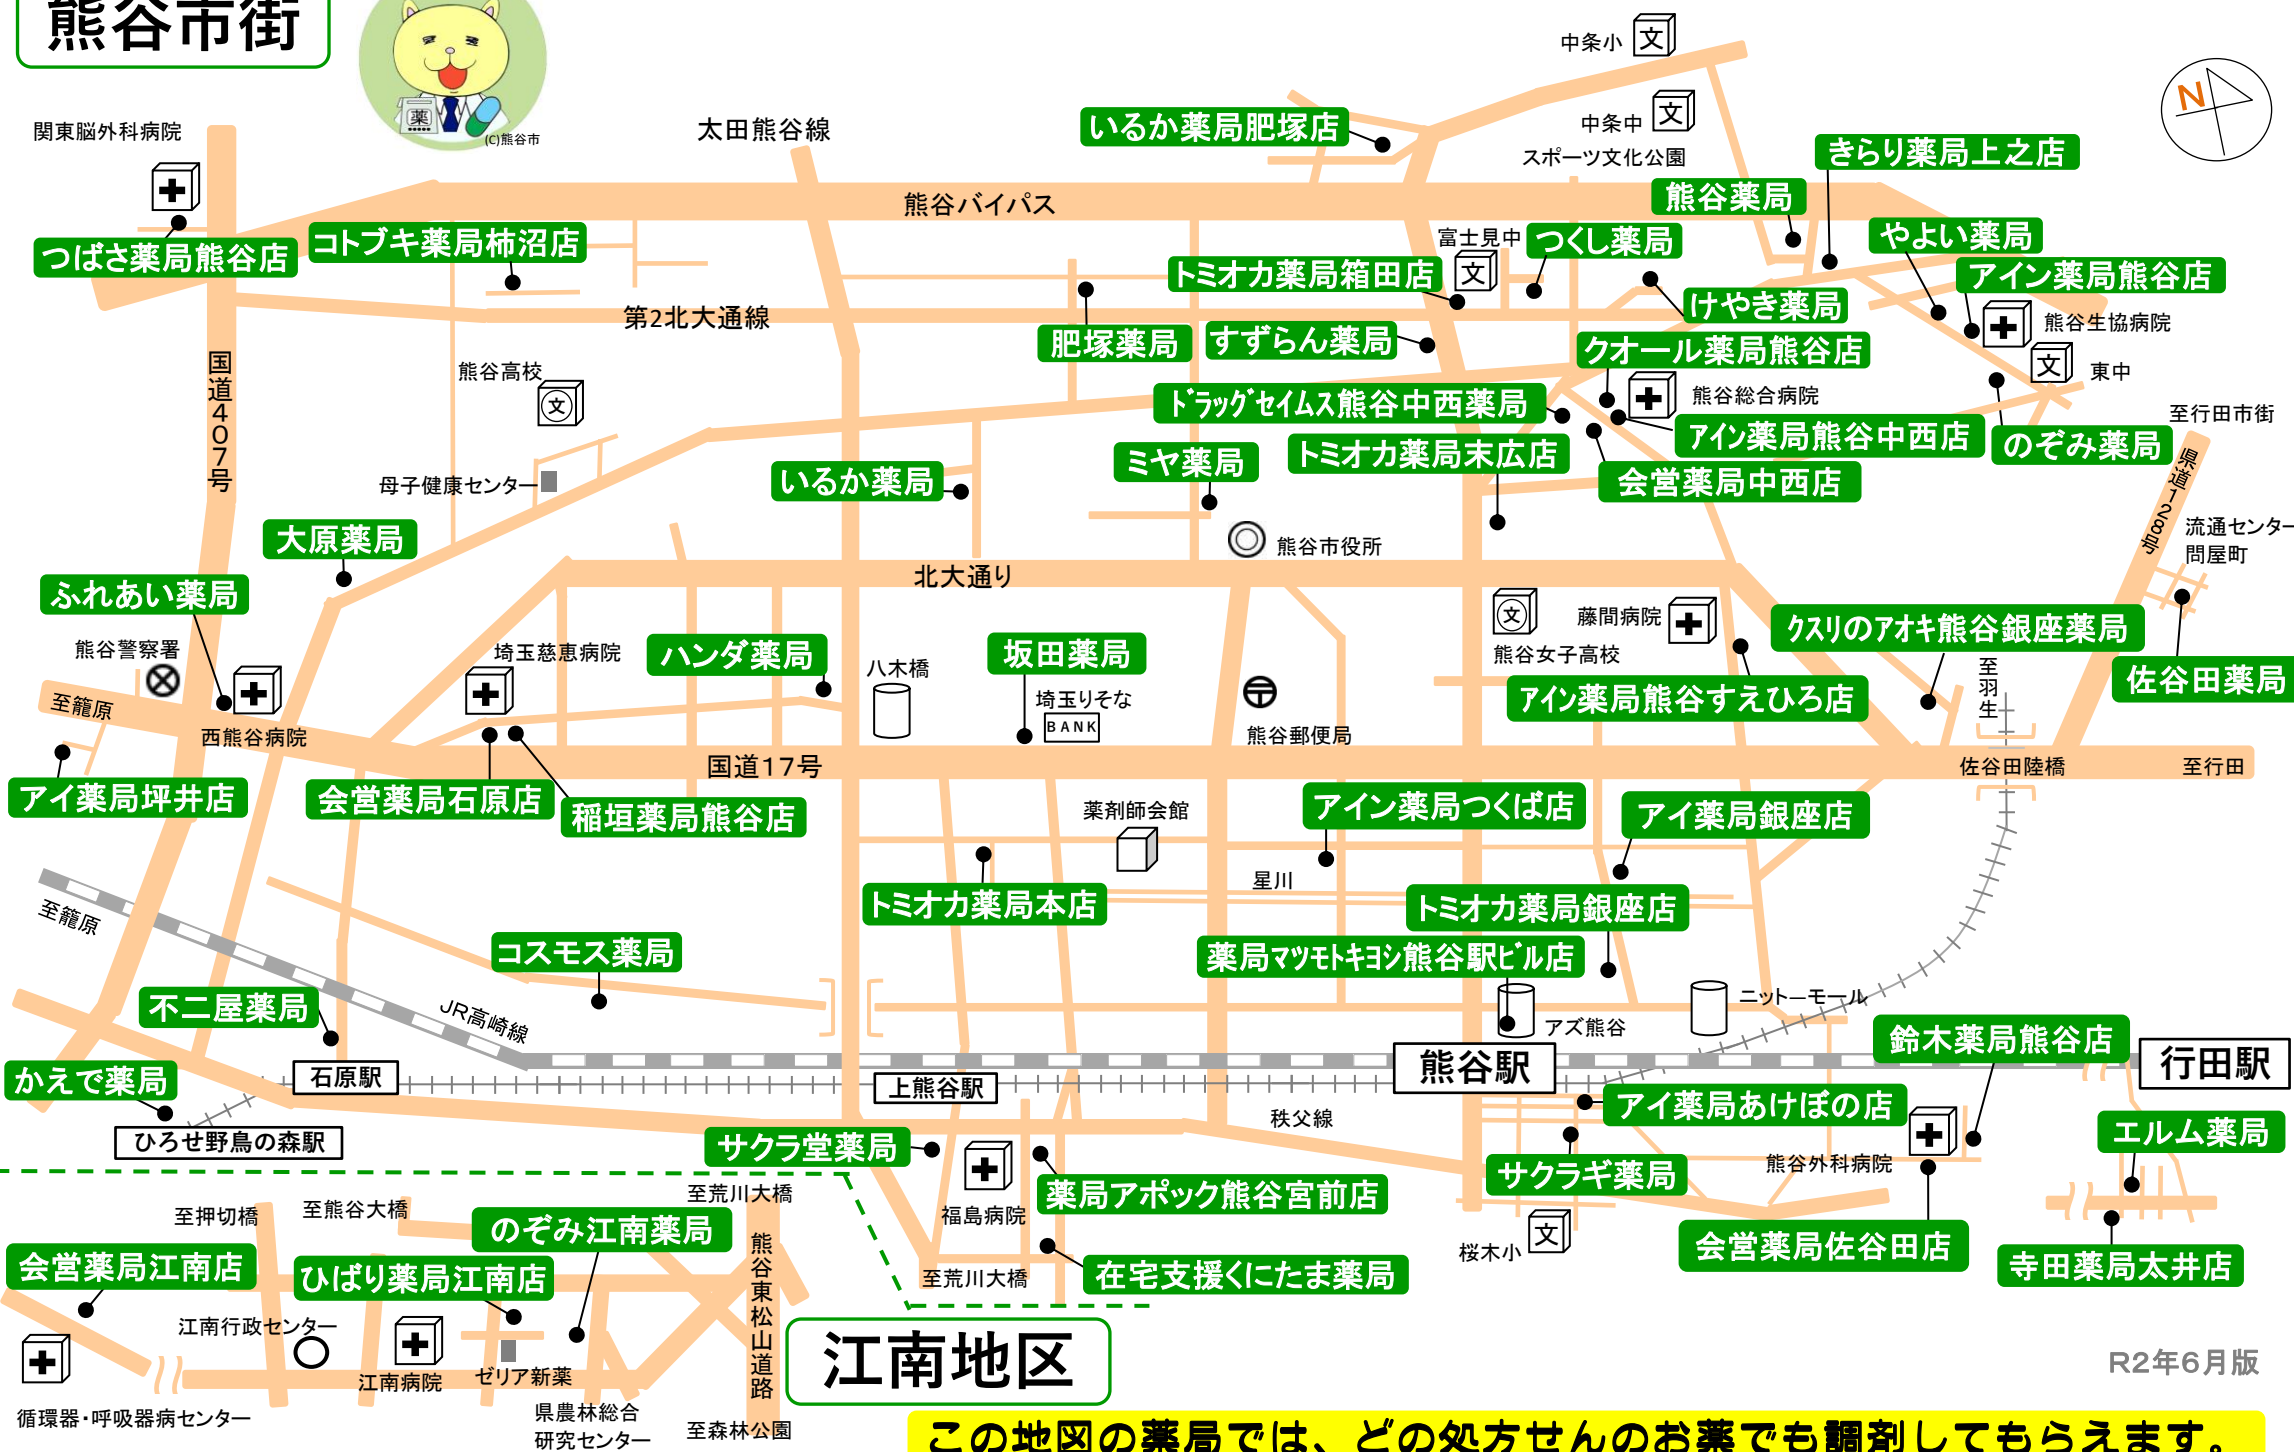 熊谷市街
薬
(C)熊谷市
中条小
文
中条中
文
スポーツ文化公園
N
関東脳外科病院
太田熊谷線
いるか薬局肥塚店
きらり薬局上之店
熊谷バイパス
熊谷薬局
つばさ薬局熊谷店
コトブキ薬局柿沼店
富士見中
文
つくし薬局
やよい薬局
トミオカ薬局箱田店
アイン薬局熊谷店
けやき薬局
第2北大通線
肥塚薬局
すずらん薬局
クオール薬局熊谷店
熊谷生協病院
文
東中
国道407号
熊谷高校
文
ドラッグセイムス熊谷中西薬局
熊谷総合病院
至行田市街
アイン薬局熊谷中西店
のぞみ薬局
トミオカ薬局末広店
ミヤ薬局
いるか薬局
会営薬局中西店
母子健康センター
県道128号
流通センター
問屋町
大原薬局
熊谷市役所
北大通り
ふれあい薬局
文
熊谷女子高校
藤間病院
クスリのアオキ熊谷銀座薬局
熊谷警察署
埼玉慈恵病院
ハンダ薬局
八木橋
坂田薬局
埼玉りそな
BANK
至羽生
佐谷田薬局
アイン薬局熊谷すえひろ店
至籠原
西熊谷病院
熊谷郵便局
国道17号
佐谷田陸橋
至行田
アイ薬局坪井店
会営薬局石原店
稲垣薬局熊谷店
薬剤師会館
アイン薬局つくば店
アイ薬局銀座店
星川
トミオカ薬局本店
トミオカ薬局銀座店
至籠原
コスモス薬局
薬局マツモトキヨシ熊谷駅ビル店
不二屋薬局
JR高崎線
アズ熊谷
ニットーモール
鈴木薬局熊谷店
かえで薬局
石原駅
上熊谷駅
熊谷駅
行田駅
アイ薬局あけぼの店
秩父線
ひろせ野鳥の森駅
サクラ堂薬局
サクラギ薬局
熊谷外科病院
エルム薬局
至押切橋
至熊谷大橋
至荒川大橋
福島病院
薬局アポック熊谷宮前店
のぞみ江南薬局
熊谷東松山道路
桜木小
文
会営薬局佐谷田店
会営薬局江南店
ひばり薬局江南店
至荒川大橋
在宅支援くにたま薬局
寺田薬局太井店
江南行政センター
江南地区
江南病院
ゼリア新薬
R2年6月版
循環器・呼吸器病センター
県農林総合
研究センター
至森林公園
この地図の薬局では、どの処方せんのお薬でも調剤してもらえます。